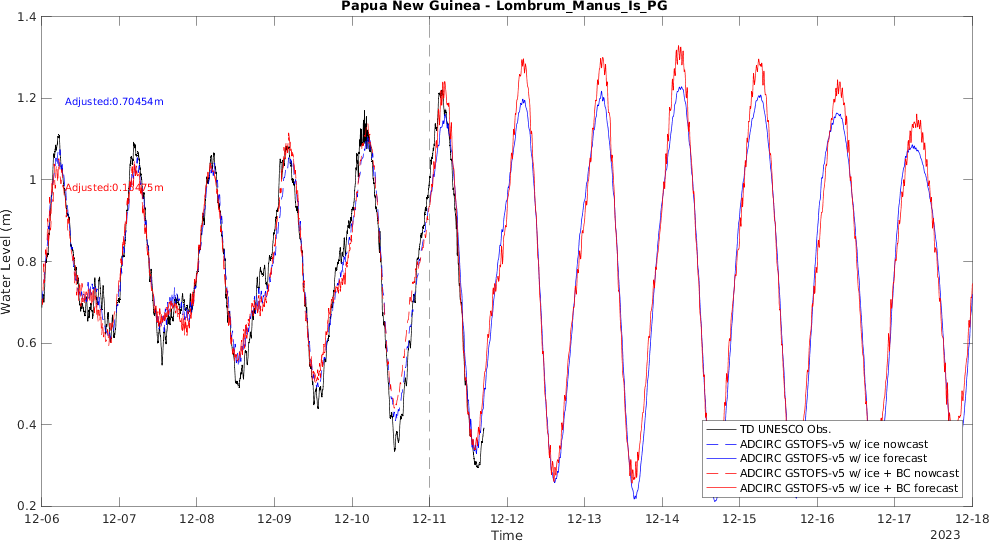 Papua New Guinea - Lombrum_Manus_Is_PG
1.4
1.2
1
0.8
0.6
0.4
0.2
Water Level (m)
Adjusted:0.70454m
TD UNESCO Obs.
ADCIRC GSTOFS-v5 w/ ice nowcast
ADCIRC GSTOFS-v5 w/ ice forecast
ADCIRC GSTOFS-v5 w/ ice + BC nowcast
ADCIRC GSTOFS-v5 w/ ice + BC forecast
12-06 12-07 12-08 12-09 12-10 12-11 12-12 12-13 12-14 12-15 12-16 12-17 12-18
Time
2023